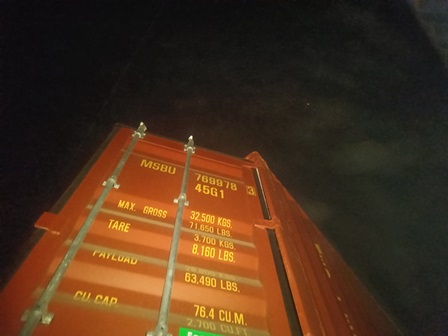 MSBU 769978 3
45G1
MAX. GROSS 32.500 KGS.
71.650 LBS.
TARE 3.700 KGS.
8.160 LBS.
PAYLOAD
63.490 LBS.
CU.CAP. 76.4 CU.M.
2.700 CU.FT.